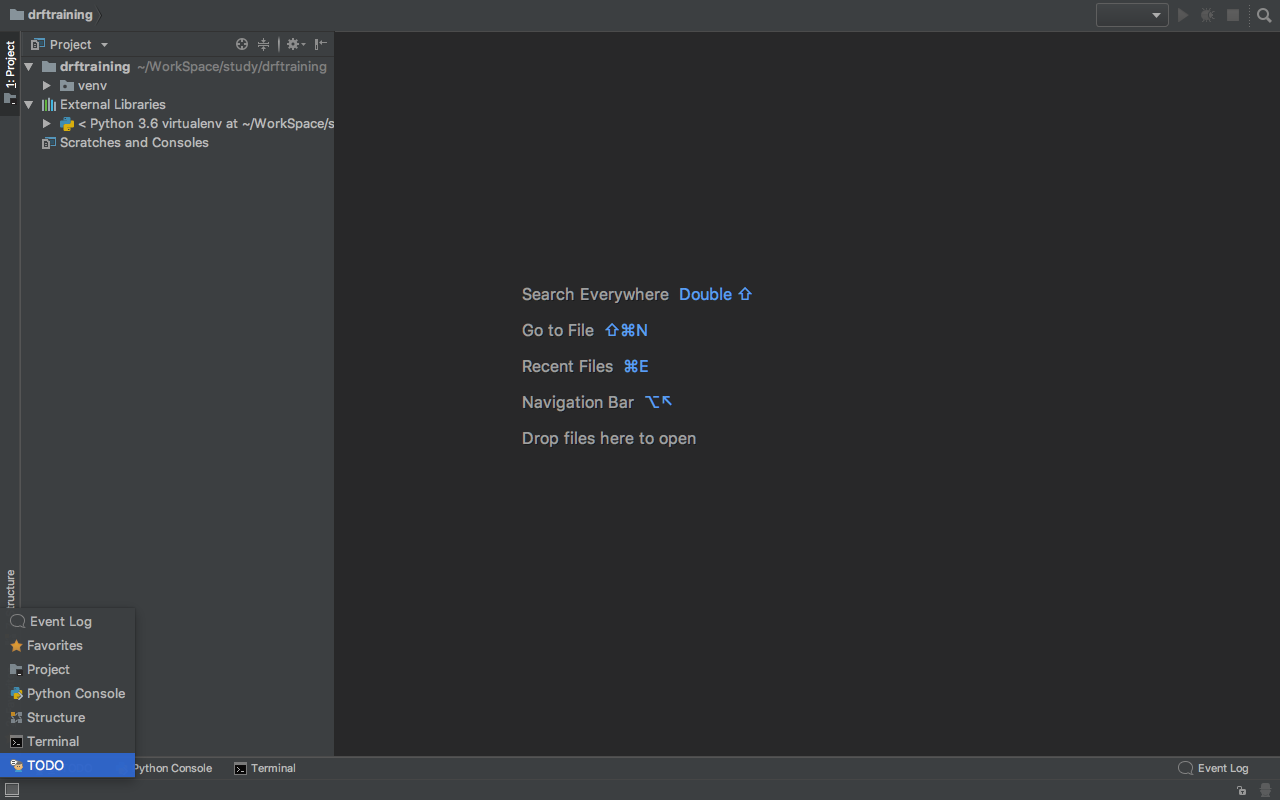 drftraining
1: Project
Project
drftraining ~/WorkSpace/study/drftraining
venv
External Libraries
< Python 3.6 virtualenv at ~/WorkSpace/s
Scratches and Consoles
Search Everywhere Double ⇧
Go to File ⇧⌘N
Recent Files ⌘E
Navigation Bar ⌥↖
Drop files here to open
ructure
Event Log
Favorites
Project
Python Console
Structure
Terminal
TODO
Python Console
Terminal
Event Log